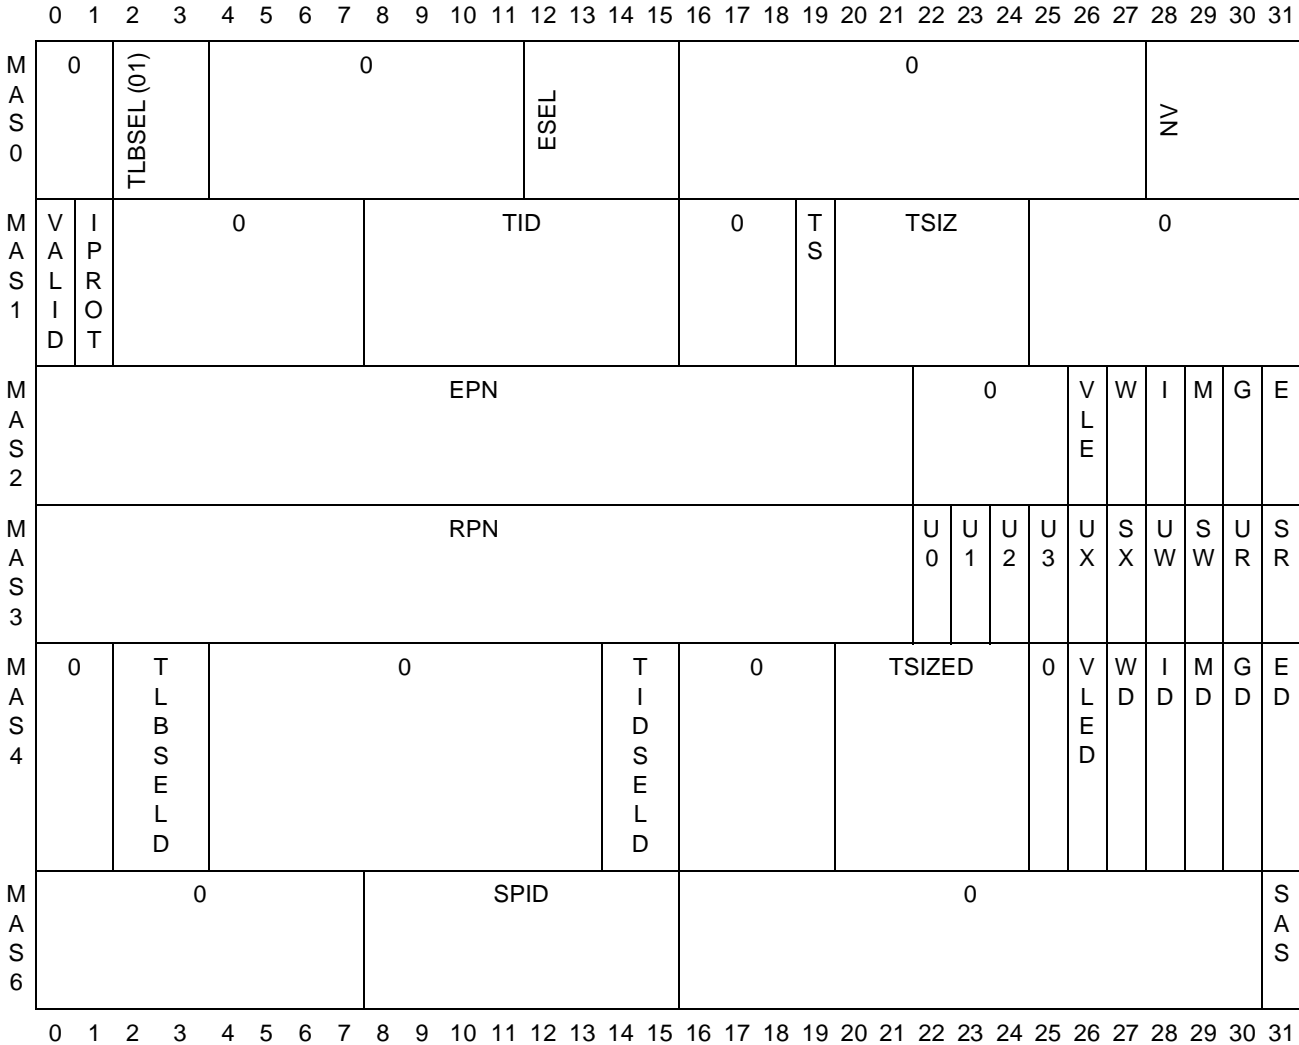 0 1 2 3 4 5 6 7 8 9 10 11 12 13 14 15 16 17 18 19 20 21 22 23 24 25 26 27 28 29 30 31
MAS0 0 TLBSEL (01) 0 ESEL 0 NV
MAS1 VALID IPROT 0 TID 0 TS TSIZ 0
MAS2 EPN 0 VLE W I M G E
MAS3 RPN U0 U1 U2 U3 UX SX UW SW UR SR
MAS4 0 TLBSELD 0 TIDSELD 0 TSIZED 0 VLED WD ID MD GD ED
MAS6 0 SPID 0 SAS
0 1 2 3 4 5 6 7 8 9 10 11 12 13 14 15 16 17 18 19 20 21 22 23 24 25 26 27 28 29 30 31